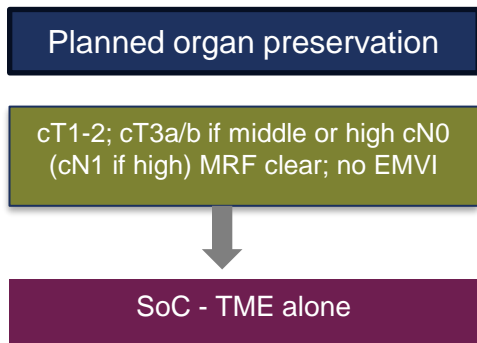 Planned organ preservation
cT1-2; cT3a/b if middle or high cN0
(cN1 if high) MRF clear; no EMVI
SoC - TME alone